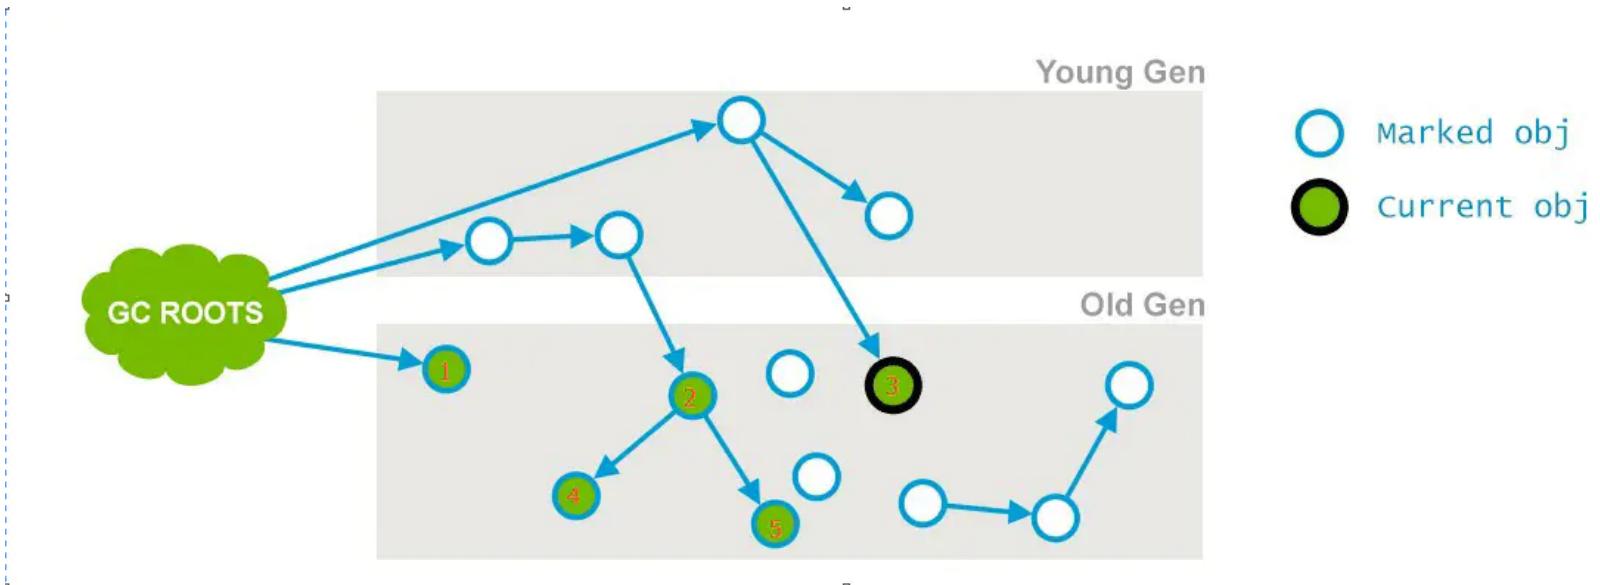 Young Gen
Marked obj
Current obj
GC ROOTS
Old Gen
1
2
3
4
5